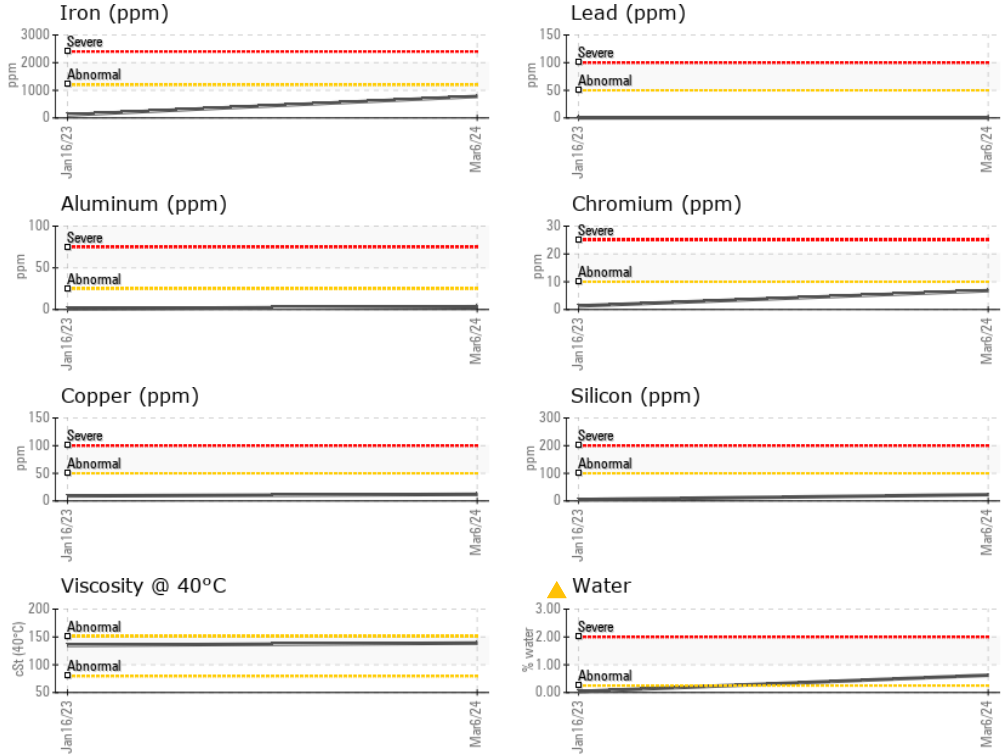 Iron (ppm)
3000
Severe
2000
Abnormal
1000
0
ppm
Jan16/23
Mar6/24
Lead (ppm)
150
Severe
100
Abnormal
50
0
ppm
Jan16/23
Mar6/24
Aluminum (ppm)
100
Severe
50
Abnormal
0
ppm
Jan16/23
Mar6/24
Chromium (ppm)
30
Severe
20
Abnormal
10
0
ppm
Jan16/23
Mar6/24
Copper (ppm)
150
Severe
100
Abnormal
50
0
ppm
Jan16/23
Mar6/24
Silicon (ppm)
300
Severe
200
Abnormal
100
0
ppm
Jan16/23
Mar6/24
Viscosity @ 40°C
200
Abnormal
150
100
Abnormal
50
cSt (40°C)
Jan16/23
Mar6/24
Water
3.00
Severe
2.00
1.00
Abnormal
0.00
% water
Jan16/23
Mar6/24